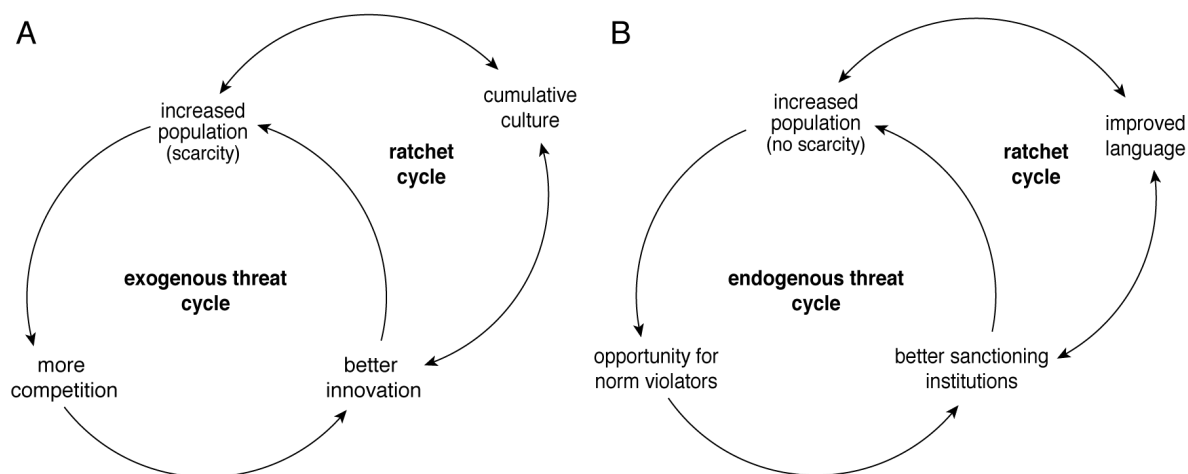 A
increased
population
(scarcity)
cumulative
culture
ratchet
cycle
exogenous threat
cycle
more
competition
better
innovation
B
increased
population
(no scarcity)
improved
language
ratchet
cycle
endogenous threat
cycle
opportunity for
norm violators
better sanctioning
institutions